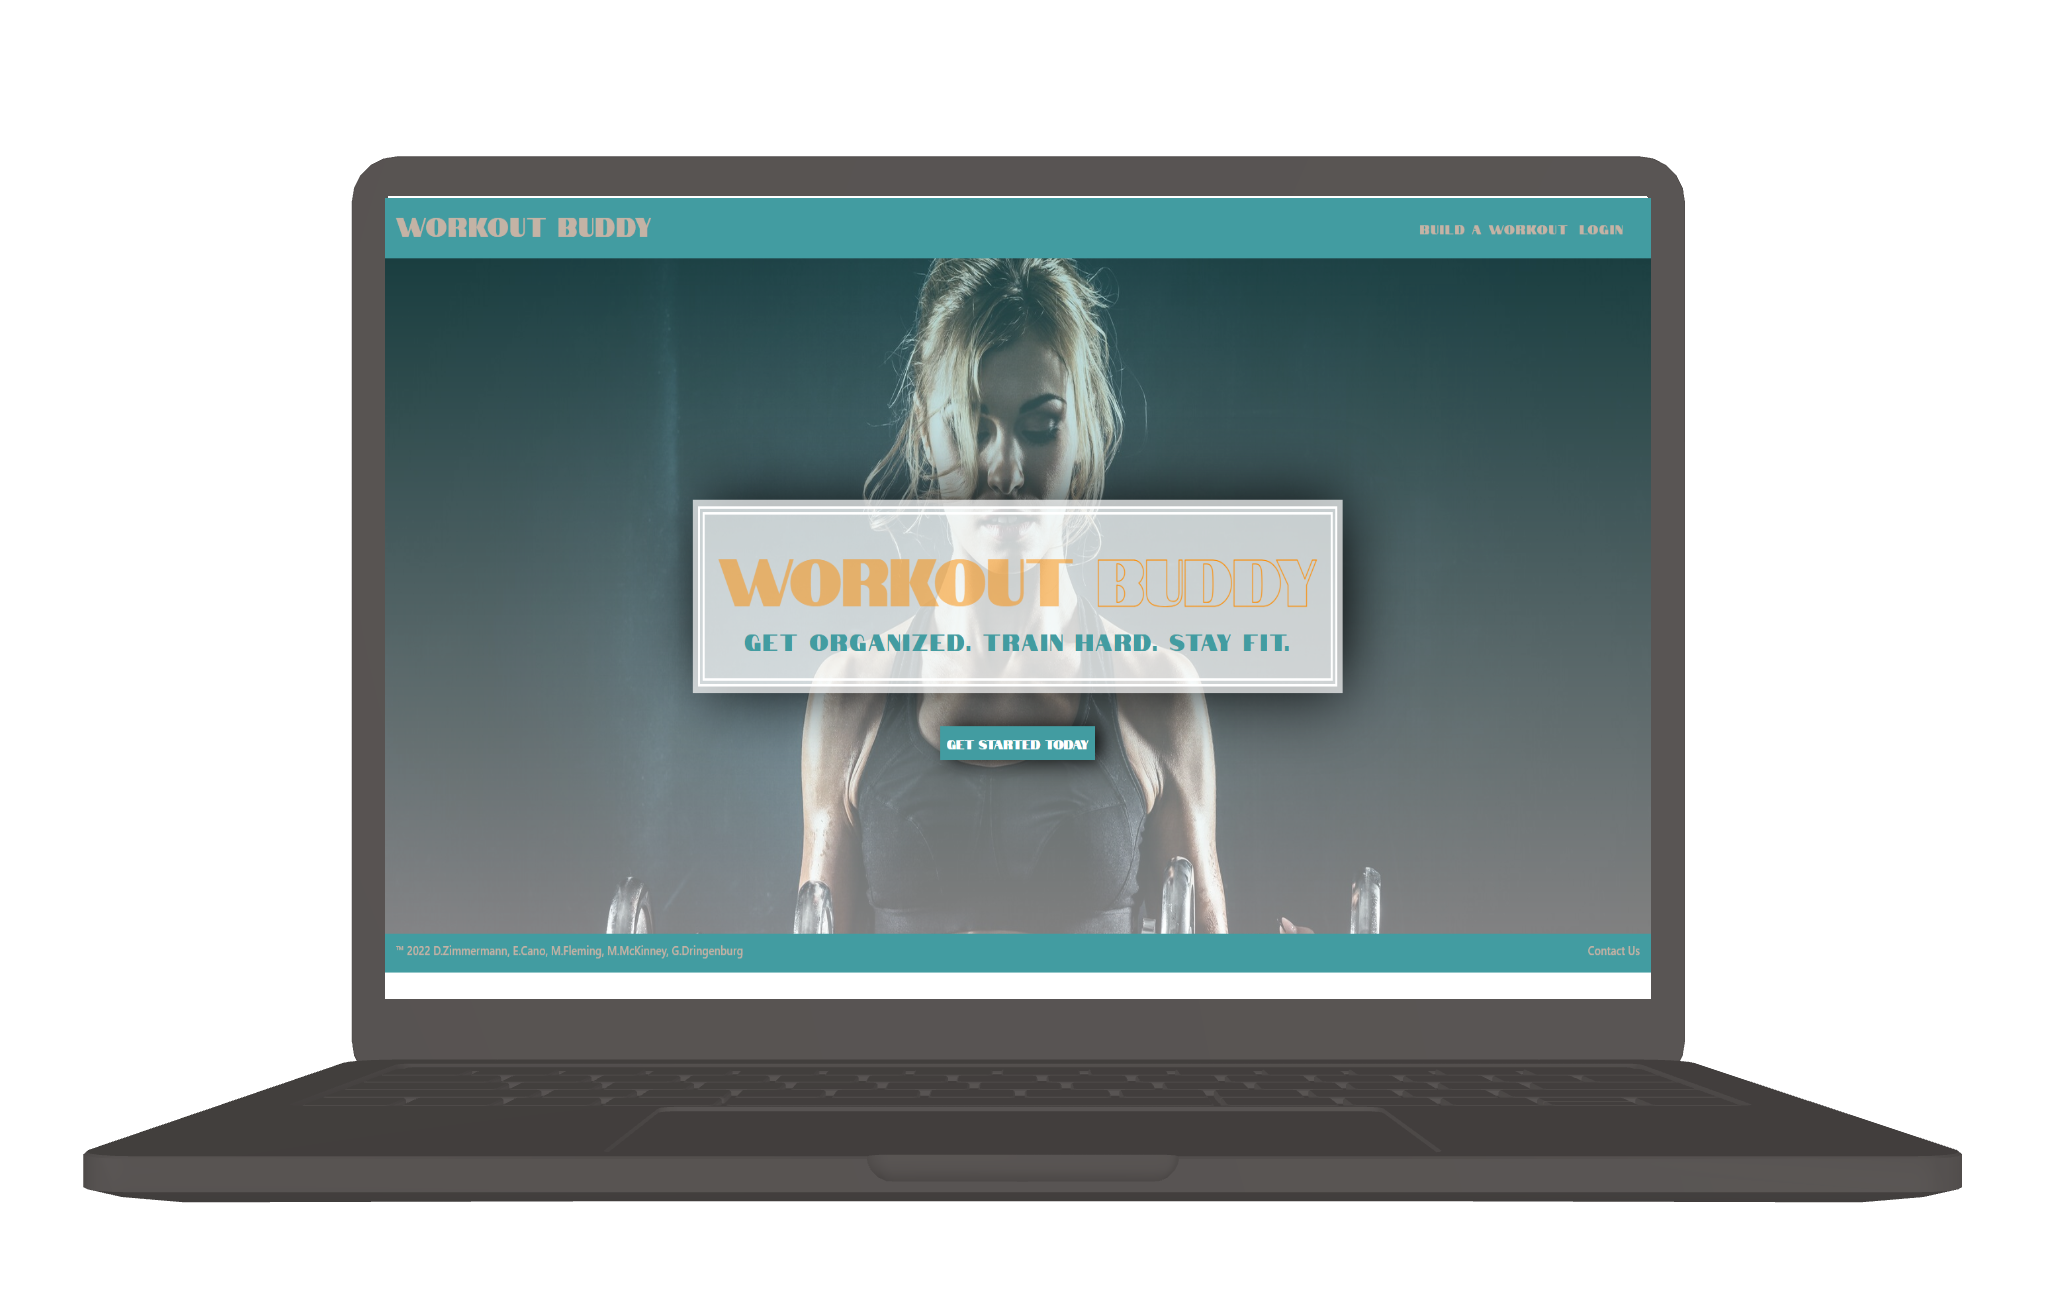 WORKOUT BUDDY
BUILD A WORKOUT LOGIN
WORKOUT BUDDY
GET ORGANIZED. TRAIN HARD. STAY FIT.
GET STARTED TODAY
™ 2022 D.Zimmermann, E.Cano, M.Fleming, M.McKinney, G.Dringenburg
Contact Us